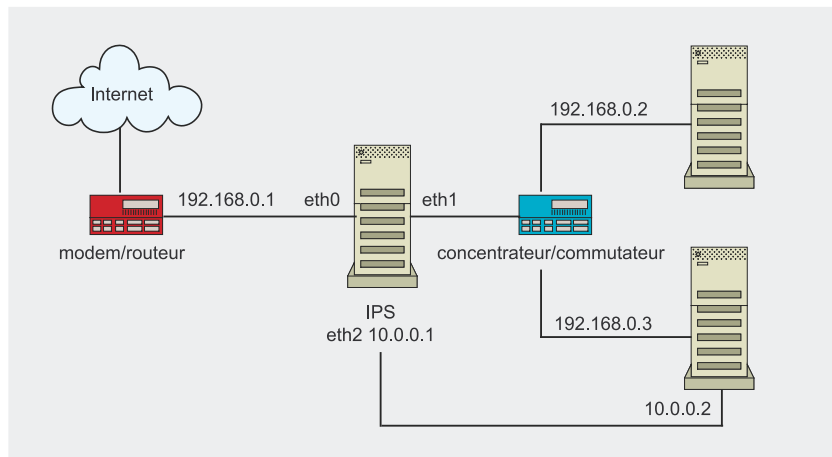 Internet
192.168.0.2
192.168.0.1
eth0
eth1
modem/routeur
concentrateur/commutateur
IPS
eth2 10.0.0.1
192.168.0.3
10.0.0.2